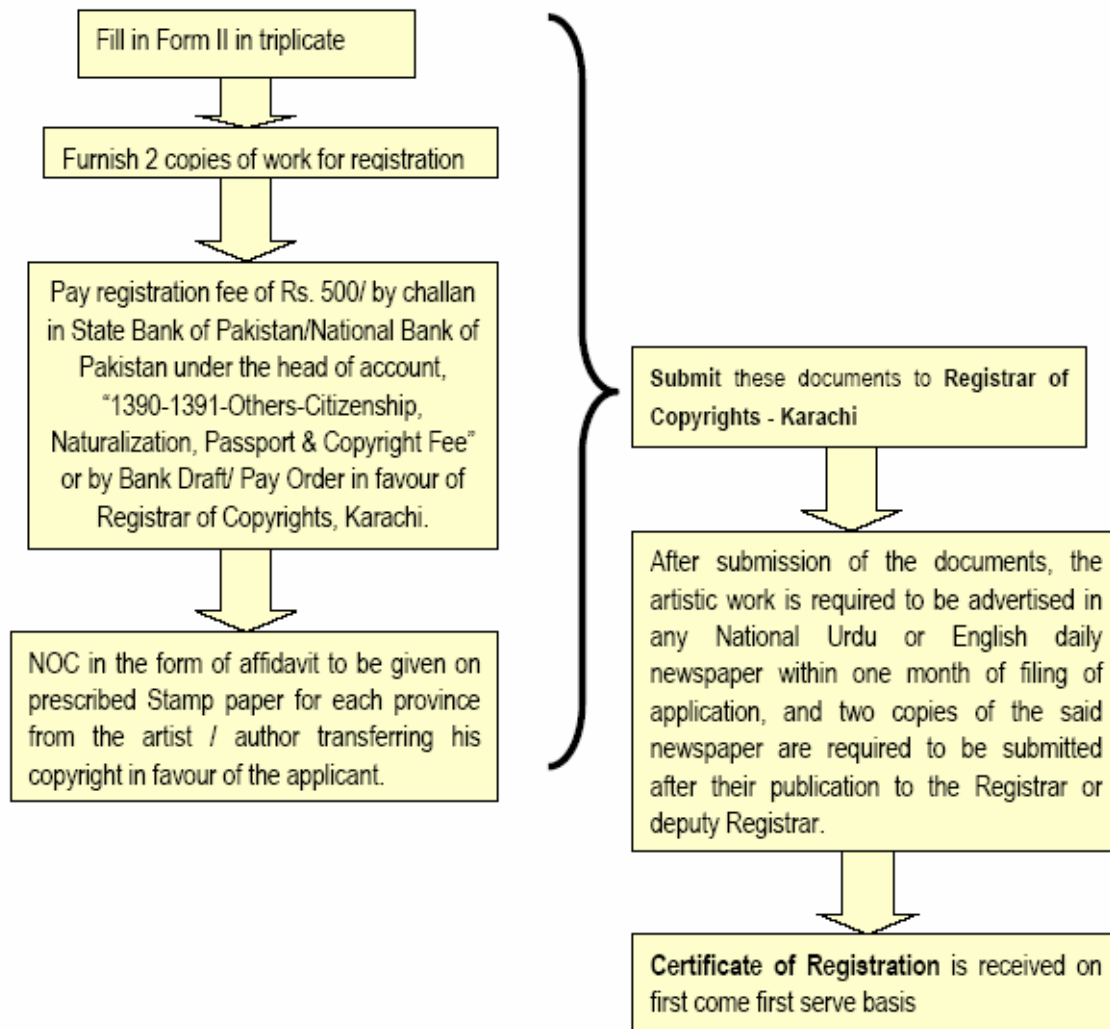 Fill in Form II in triplicate
Furnish 2 copies of work for registration
Pay registration fee of Rs. 500/ by challan
in State Bank of Pakistan/National Bank of
Pakistan under the head of account,
“1390-1391-Others-Citizenship,
Naturalization, Passport & Copyright Fee”
or by Bank Draft/ Pay Order in favour of
Registrar of Copyrights, Karachi.
NOC in the form of affidavit to be given on
prescribed Stamp paper for each province
from the artist / author transferring his
copyright in favour of the applicant.
Submit these documents to Registrar of
Copyrights - Karachi
After submission of the documents, the
artistic work is required to be advertised in
any National Urdu or English daily
newspaper within one month of filing of
application, and two copies of the said
newspaper are required to be submitted
after their publication to the Registrar or
deputy Registrar.
Certificate of Registration is received on
first come first serve basis